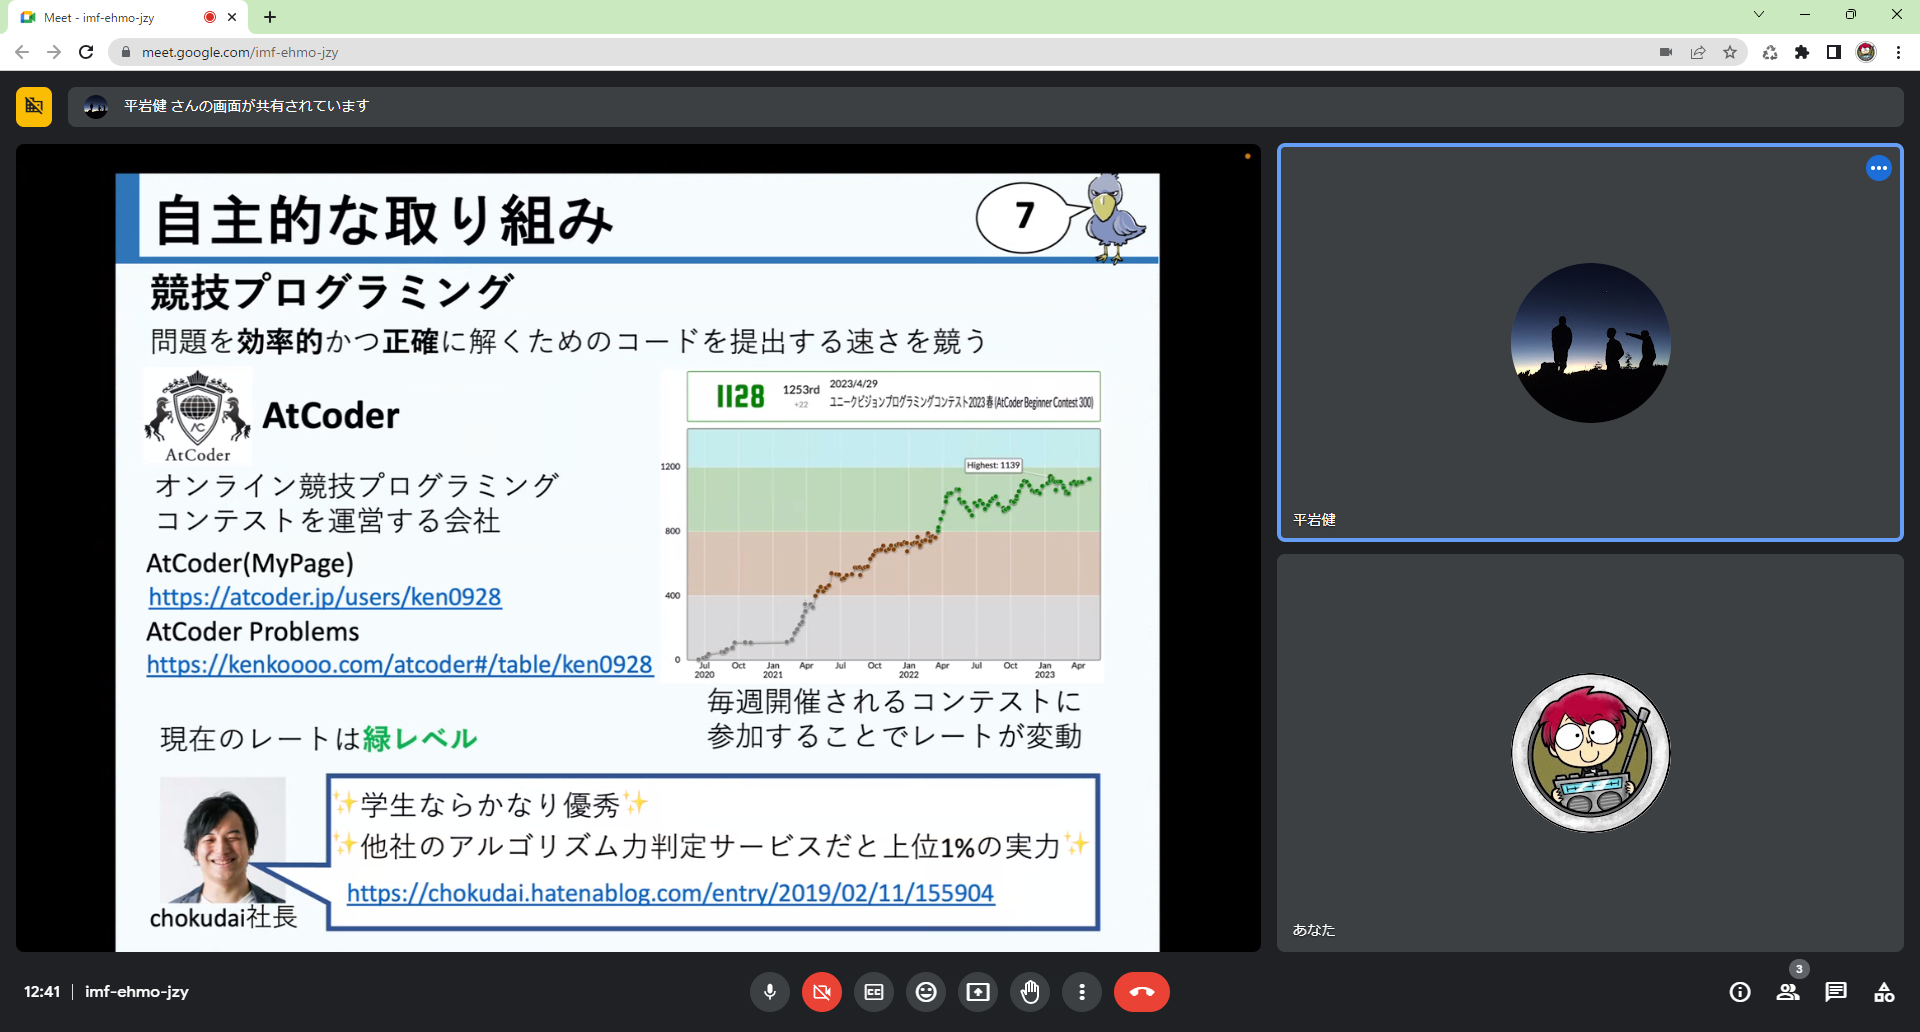 Meet - imf-ehmo-jzy
meet.google.com/imf-ehmo-jzy
平岩健 さんの画面が共有されています
自主的な取り組み
7
競技プログラミング
問題を効率的かつ正確に解くためのコードを提出する速さを競う
AC
AtCoder
AtCoder
オンライン競技プログラミング
コンテストを運営する会社
AtCoder(MyPage)
https://atcoder.jp/users/ken0928
AtCoder Problems
https://kenkoooo.com/atcoder#/table/ken0928
現在のレートは緑レベル
1128
1253rd
+22
2023/4/29
ユニークビジョンプログラミングコンテスト2023 春 (AtCoder Beginner Contest 300)
Highest: 1139
1200
800
400
0
Jul Oct Jan Apr Jul Oct Jan Apr Jul Oct Jan Apr
2020 2021 2022 2023
毎週開催されるコンテストに
参加することでレートが変動
✨学生ならかなり優秀✨
✨他社のアルゴリズム力判定サービスだと上位1%の実力✨
https://chokudai.hatenablog.com/entry/2019/02/11/155904
chokudai社長
平岩健
あなた
12:41 | imf-ehmo-jzy
3